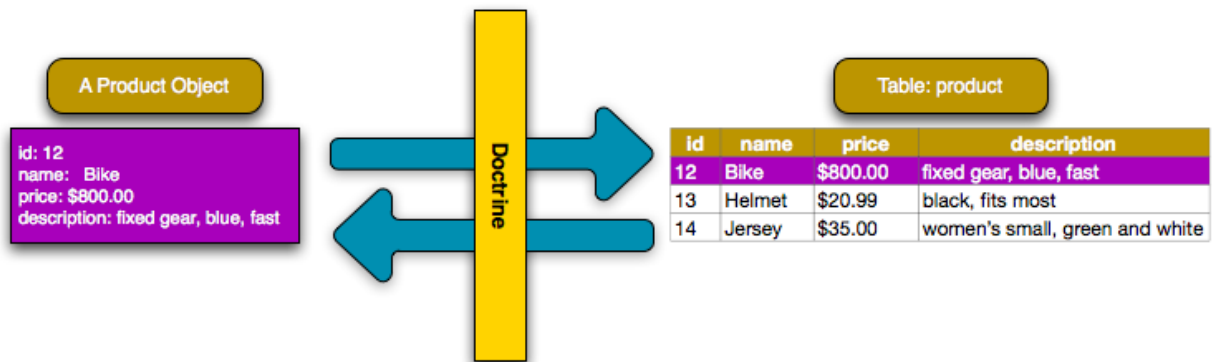 A Product Object
id: 12
name: Bike
price: $800.00
description: fixed gear, blue, fast
Doctrine
Table: product
id name price description
12 Bike $800.00 fixed gear, blue, fast
13 Helmet $20.99 black, fits most
14 Jersey $35.00 women's small, green and white